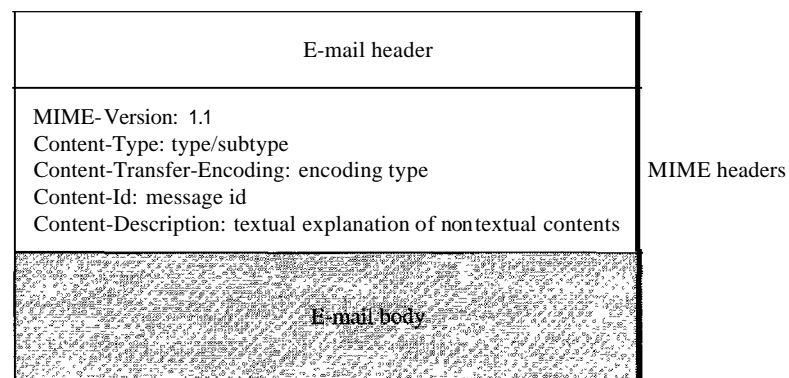 E-mail header
MIME-Version: 1.1
Content-Type: type/subtype
Content-Transfer-Encoding: encoding type
Content-Id: message id
Content-Description: textual explanation of nontextual contents
MIME headers
E-mail body